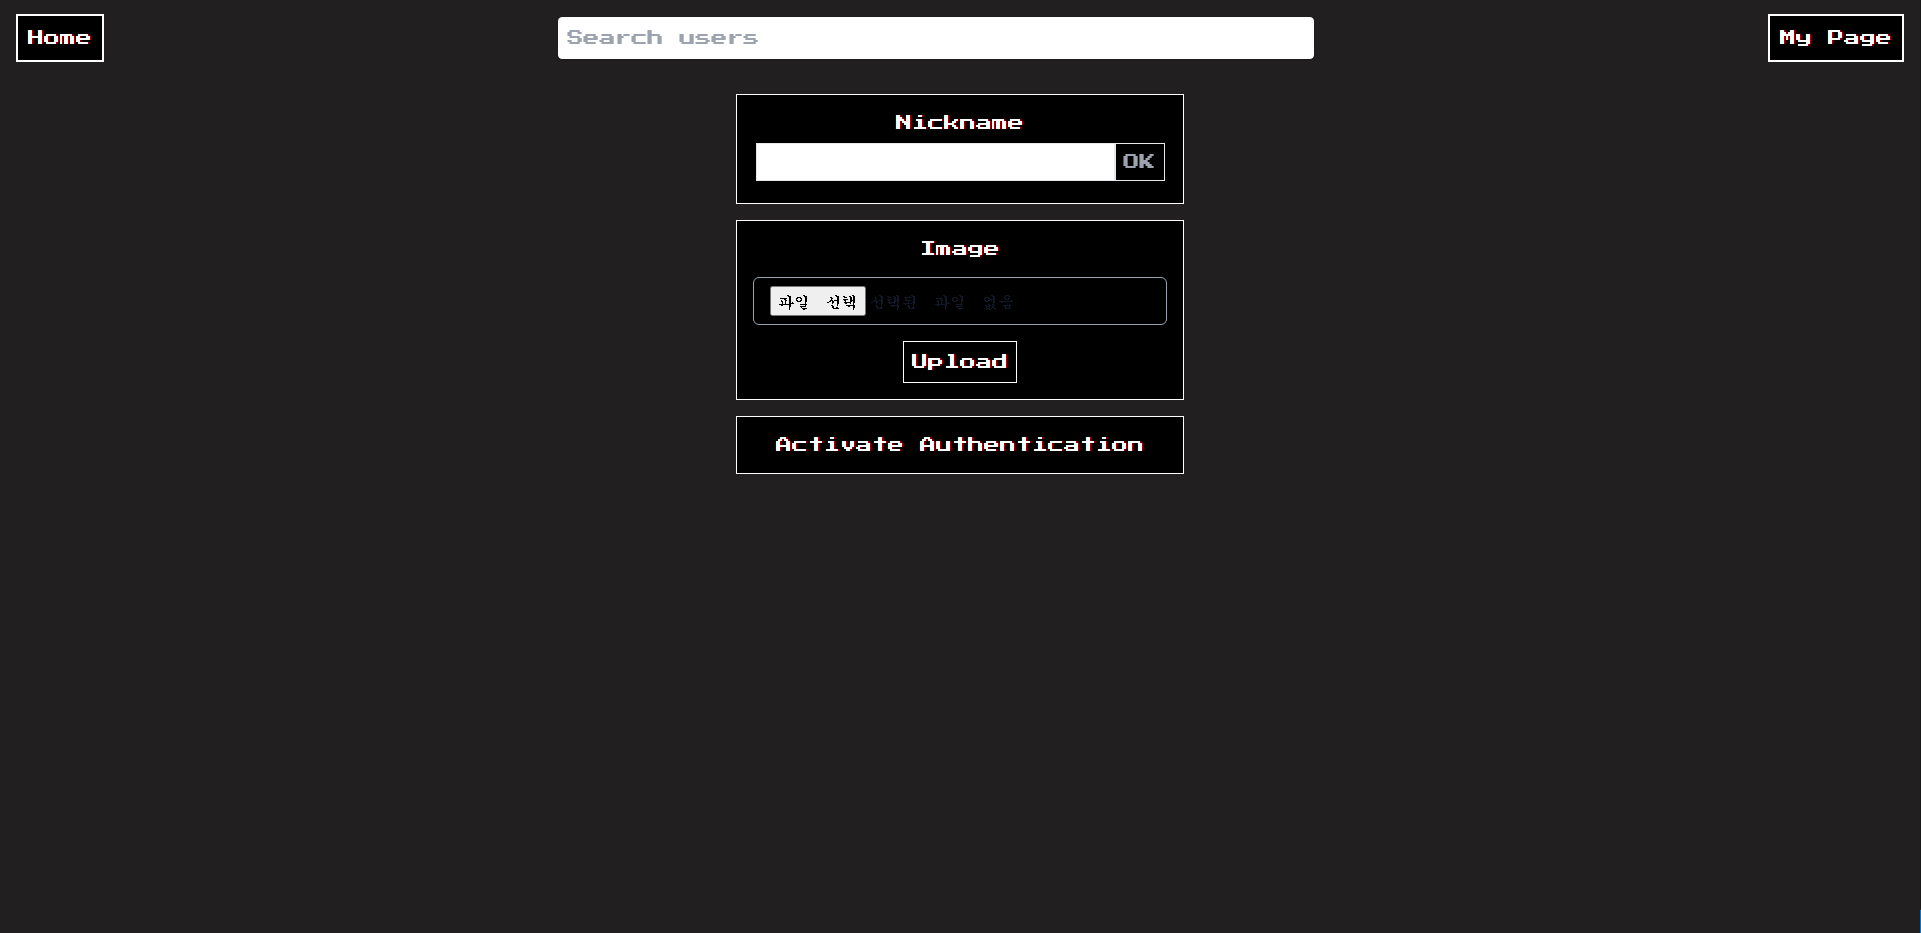 Home
Search users
My Page
Nickname
OK
Image
파일 선택 선택된 파일 없음
Upload
Activate Authentication